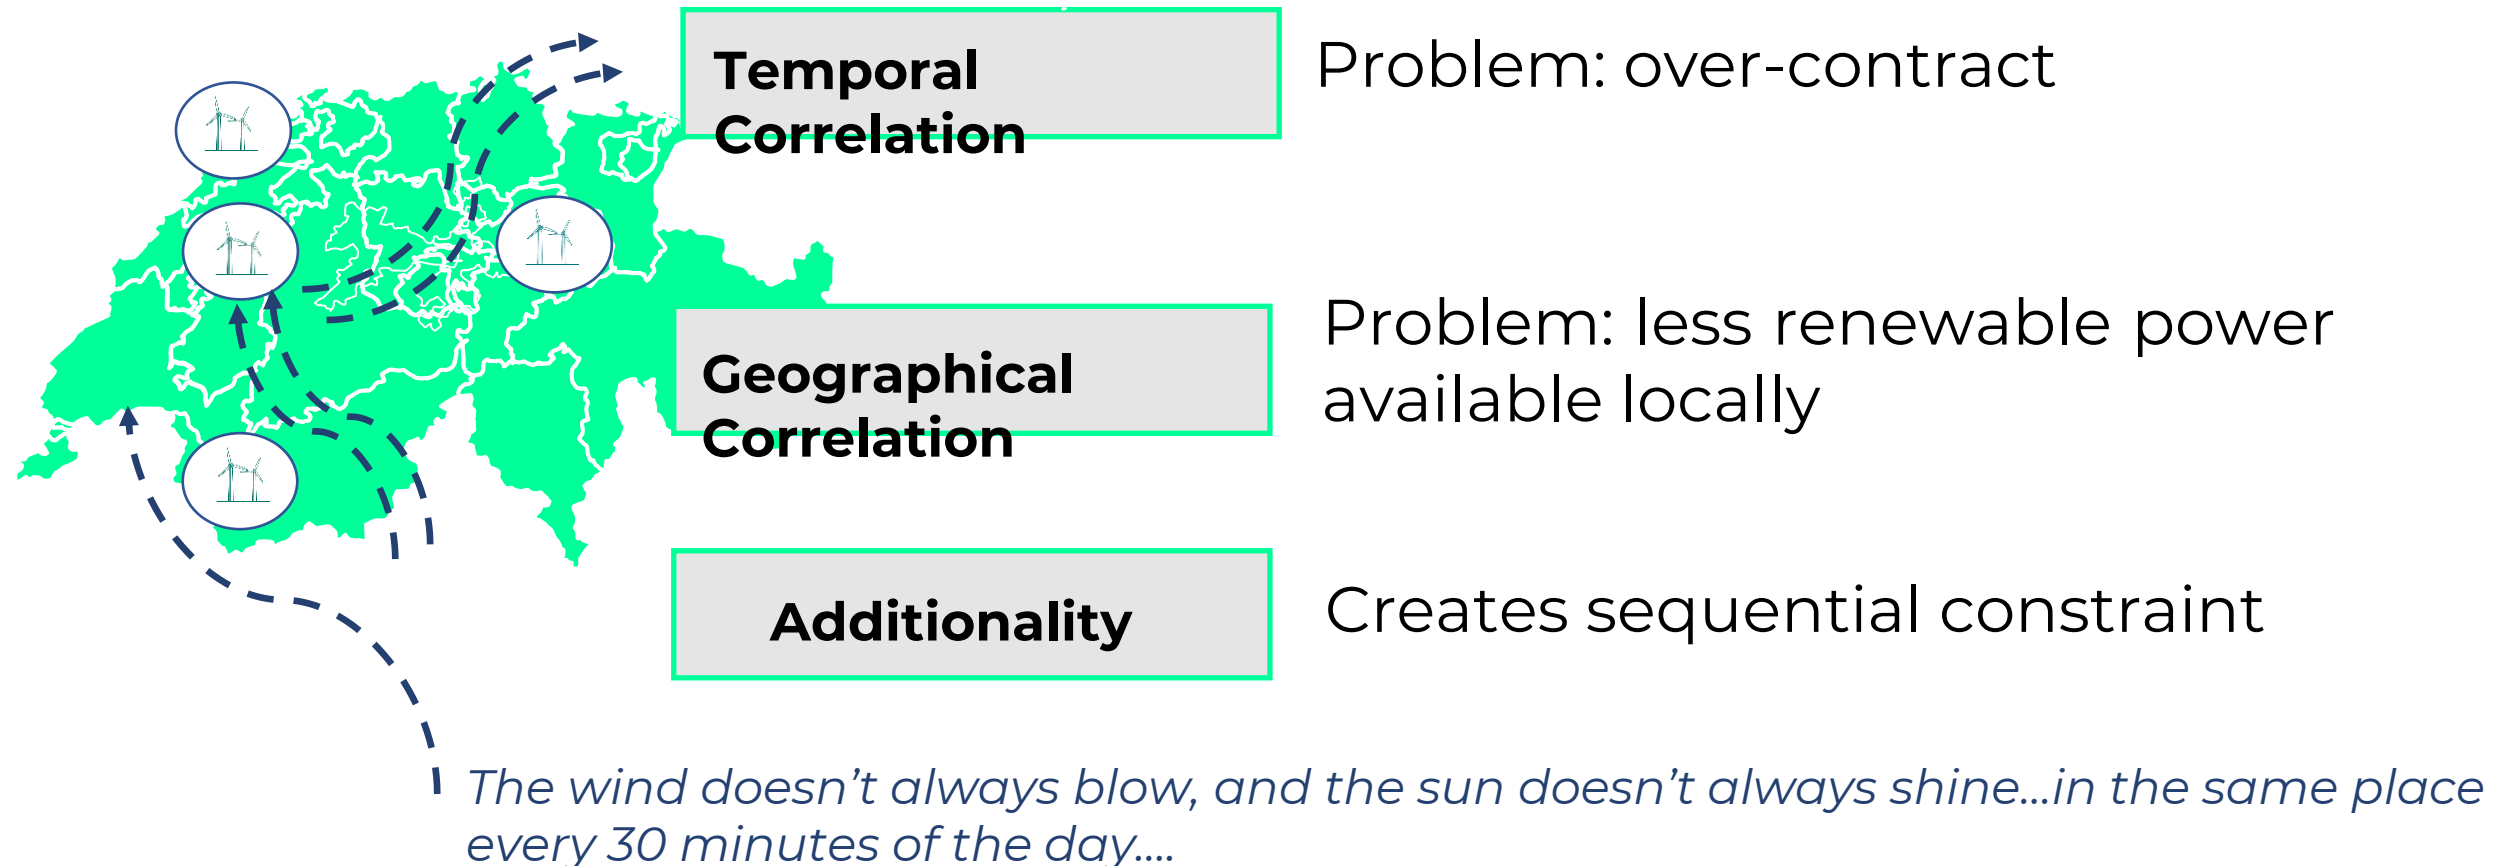 Temporal
Correlation
Problem: over-contract
Geographical
Correlation
Problem: less renewable power
available locally
Additionality
Creates sequential constraint
The wind doesn’t always blow, and the sun doesn’t always shine…in the same place
every 30 minutes of the day….